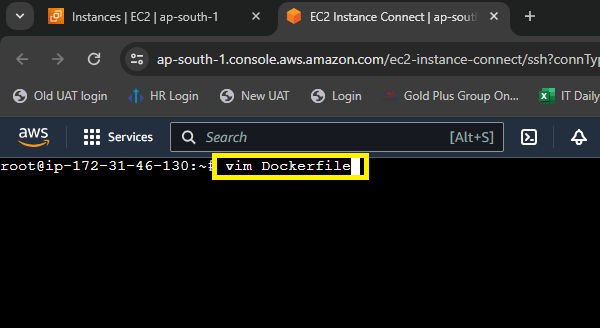 Instances | EC2 | ap-south-1
EC2 Instance Connect | ap-sout
ap-south-1.console.aws.amazon.com/ec2-instance-connect/ssh?connTyp
Old UAT login
HR Login
New UAT
Login
Gold Plus Group On...
IT Daily
aws
Services
Search
[Alt+S]
root@ip-172-31-46-130:~# vim Dockerfile